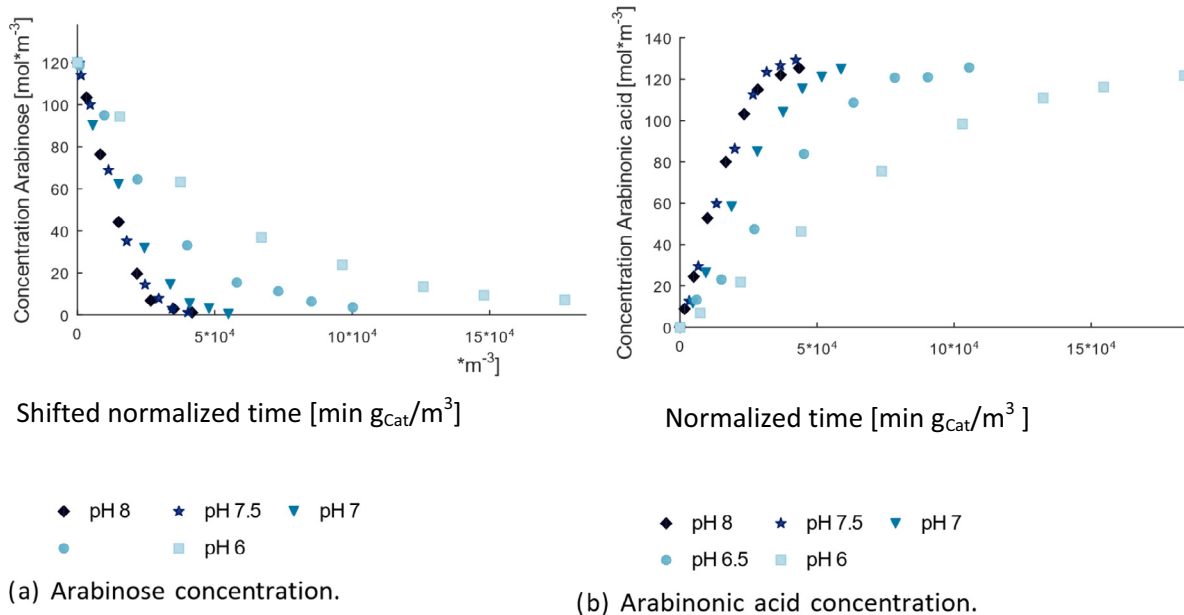 Concentration Arabinose [mol*m⁻³]
120
100
80
60
40
20
0
0
5*10⁴
10*10⁴
15*10⁴
*m⁻³]
Shifted normalized time [min gCat/m³]
pH 8
pH 7.5
pH 7
pH 6
(a) Arabinose concentration.
Concentration Arabinonic acid [mol*m⁻³]
140
120
100
80
60
40
20
0
0
5*10⁴
10*10⁴
15*10⁴
Normalized time [min gCat/m³ ]
pH 8
pH 7.5
pH 7
pH 6.5
pH 6
(b) Arabinonic acid concentration.